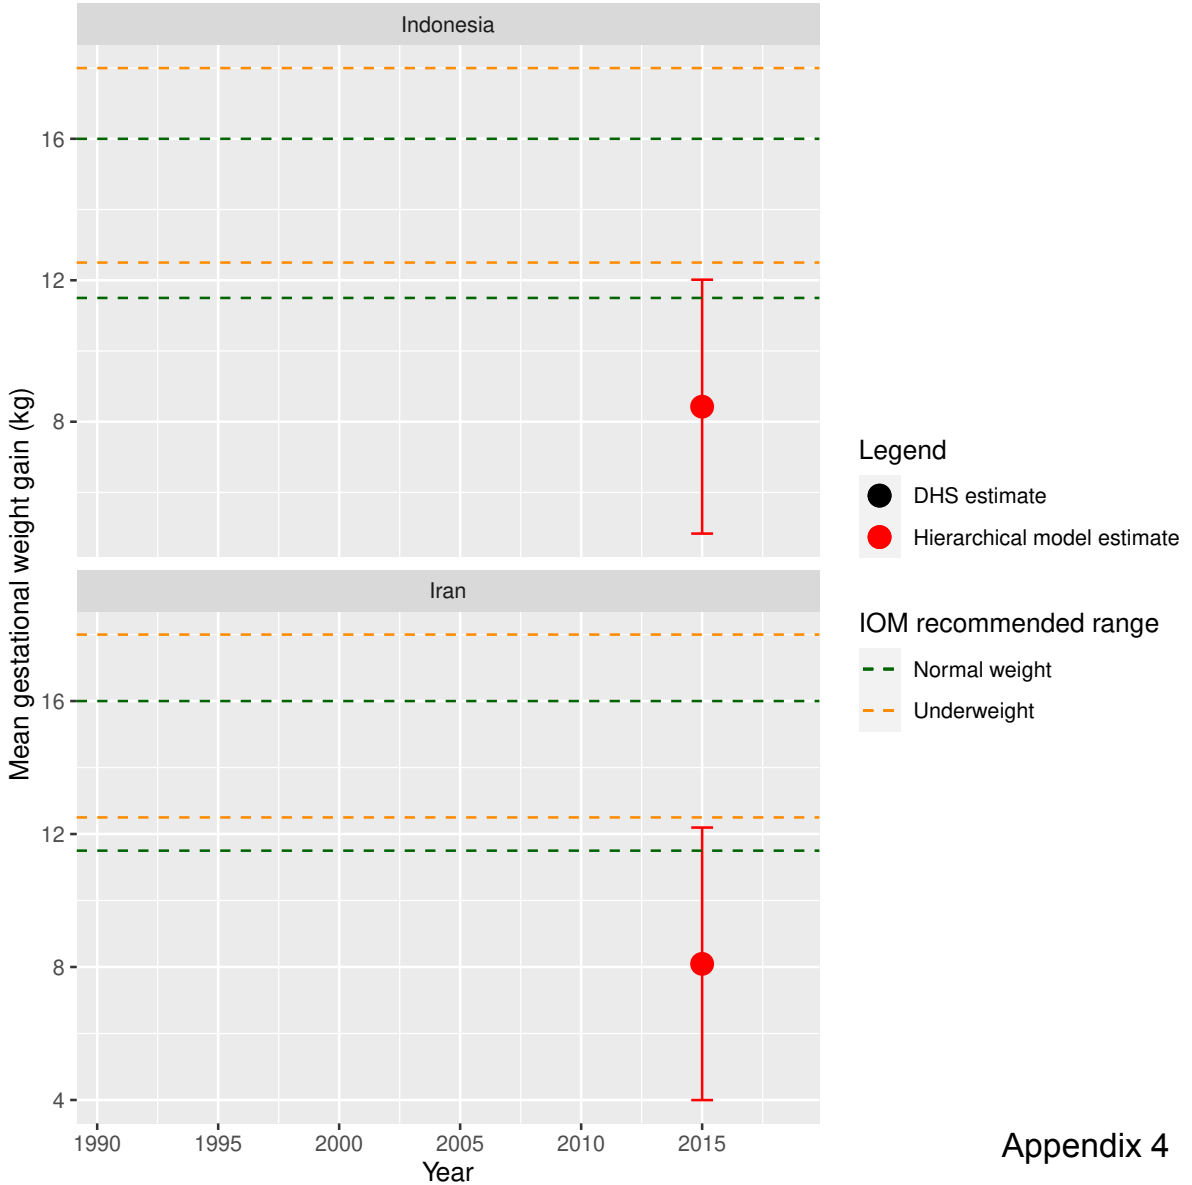 Indonesia
16
12
8
Mean gestational weight gain (kg)
Iran
16
12
8
4
1990 1995 2000 2005 2010 2015
Year
Legend
DHS estimate
Hierarchical model estimate
IOM recommended range
Normal weight
Underweight
Appendix 4